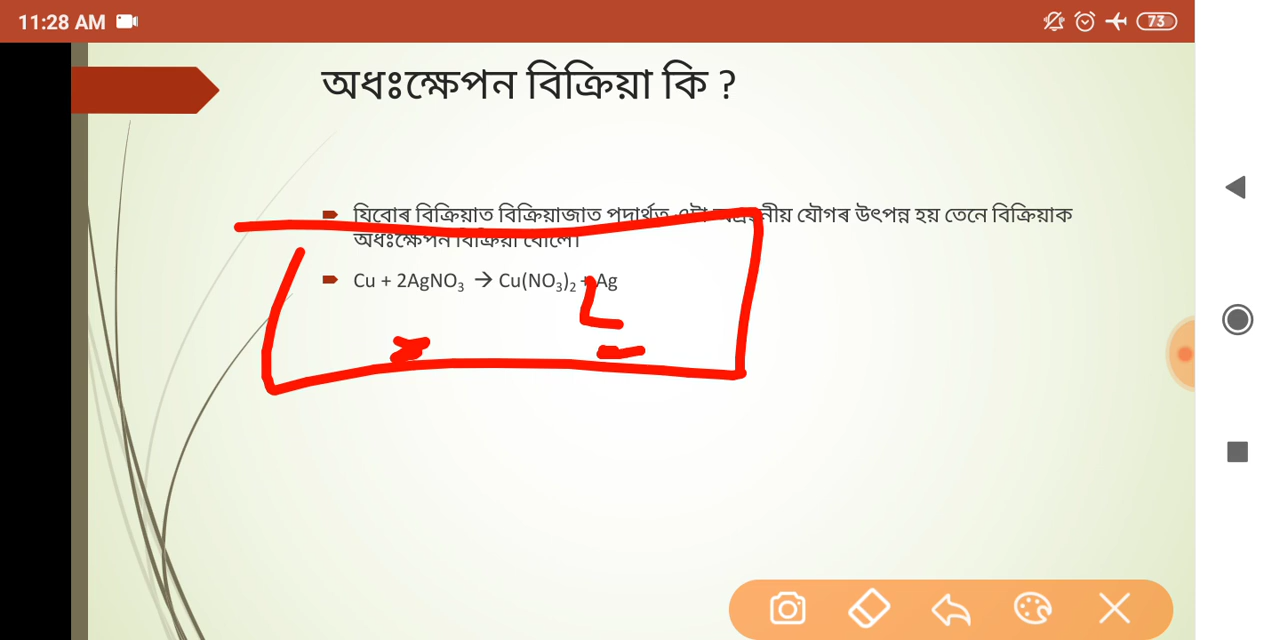 11:28 AM
73
অধঃক্ষেপন বিক্রিয়া কি ?
যিবোৰ বিক্রিয়াত বিক্রিয়াজাত পদার্থত এটা অদ্রৱনীয় যৌগৰ উৎপন্ন হয় তেনে বিক্রিয়াক
অধঃক্ষেপন বিক্রিয়া বোলে।
Cu + 2AgNO₃ → Cu(NO₃)₂ + Ag